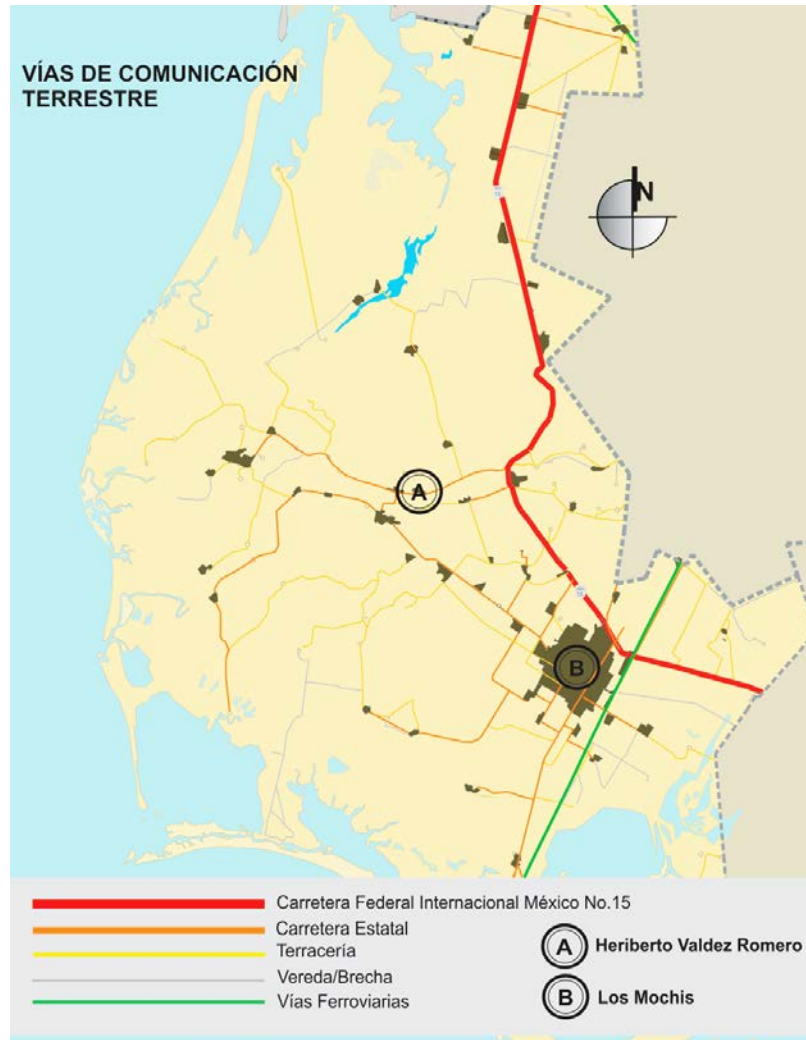 VÍAS DE COMUNICACIÓN
TERRESTRE
N
A
B
Carretera Federal Internacional México No.15
Carretera Estatal
Terracería
Vereda/Brecha
Vías Ferroviarias
A Heriberto Valdez Romero
B Los Mochis